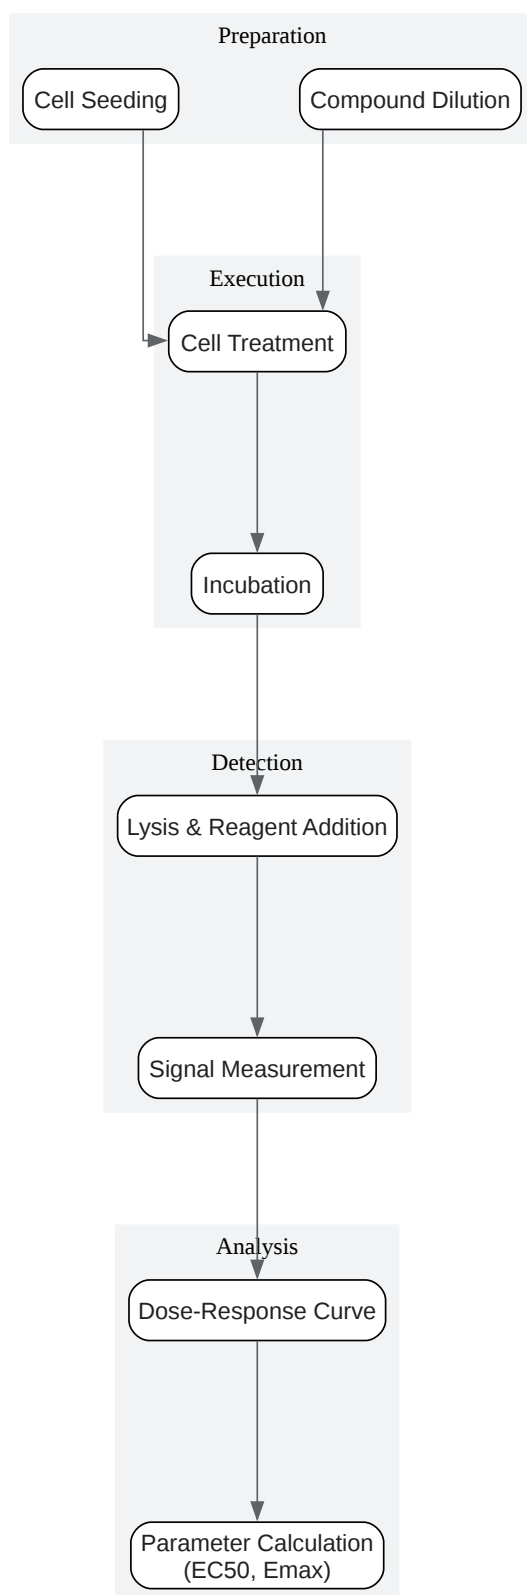 Preparation
Cell Seeding
Compound Dilution
Execution
Cell Treatment
Incubation
Detection
Lysis & Reagent Addition
Signal Measurement
Analysis
Dose-Response Curve
Parameter Calculation
(EC50, Emax)